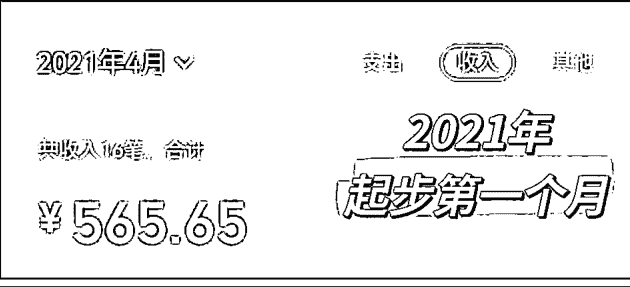 2021年4月
支出 收入 其他
共收入16笔，合计
¥565.65
2021年
起步第一个月